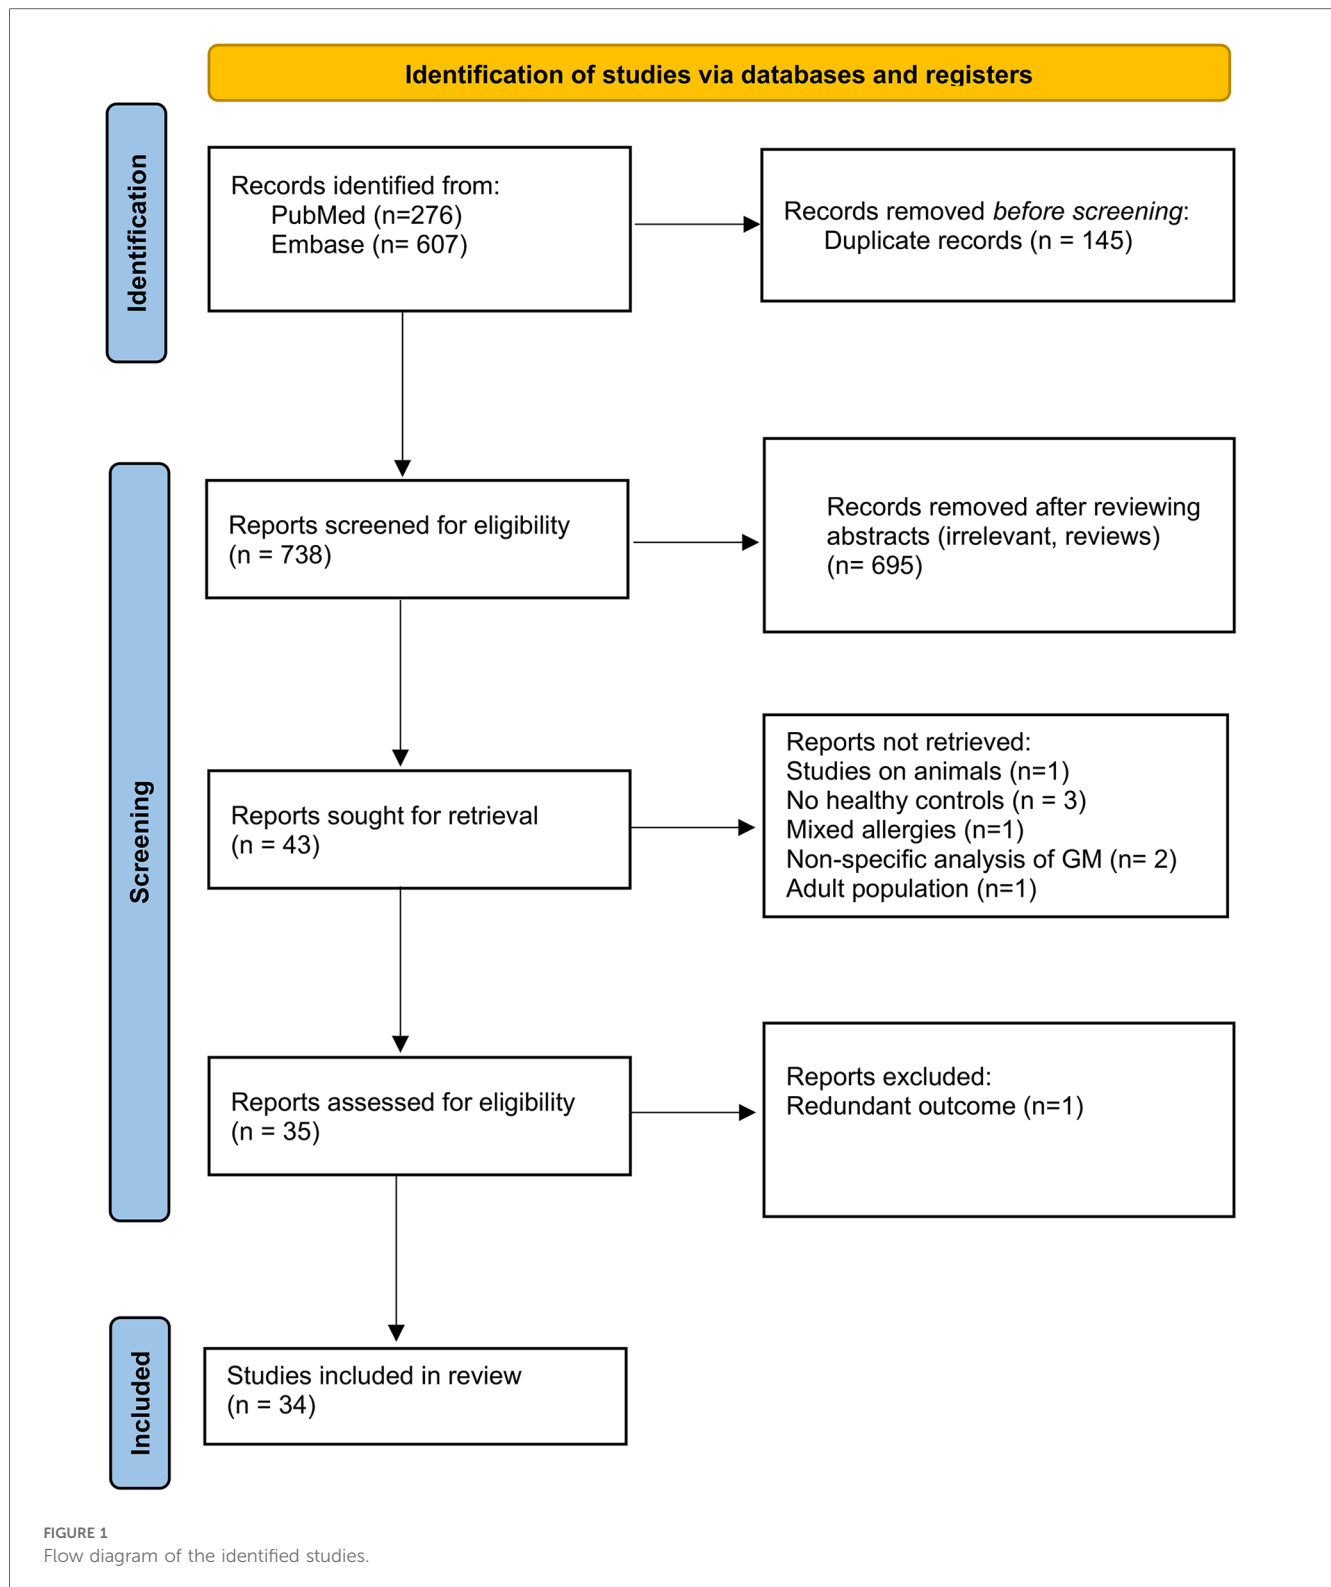 Identification of studies via databases and registers
Identification
Records identified from:
PubMed (n=276)
Embase (n= 607)
Records removed before screening:
Duplicate records (n = 145)
Screening
Reports screened for eligibility
(n = 738)
Records removed after reviewing
abstracts (irrelevant, reviews)
(n= 695)
Reports sought for retrieval
(n = 43)
Reports not retrieved:
Studies on animals (n=1)
No healthy controls (n = 3)
Mixed allergies (n=1)
Non-specific analysis of GM (n= 2)
Adult population (n=1)
Reports assessed for eligibility
(n = 35)
Reports excluded:
Redundant outcome (n=1)
Included
Studies included in review
(n = 34)
FIGURE 1
Flow diagram of the identified studies.